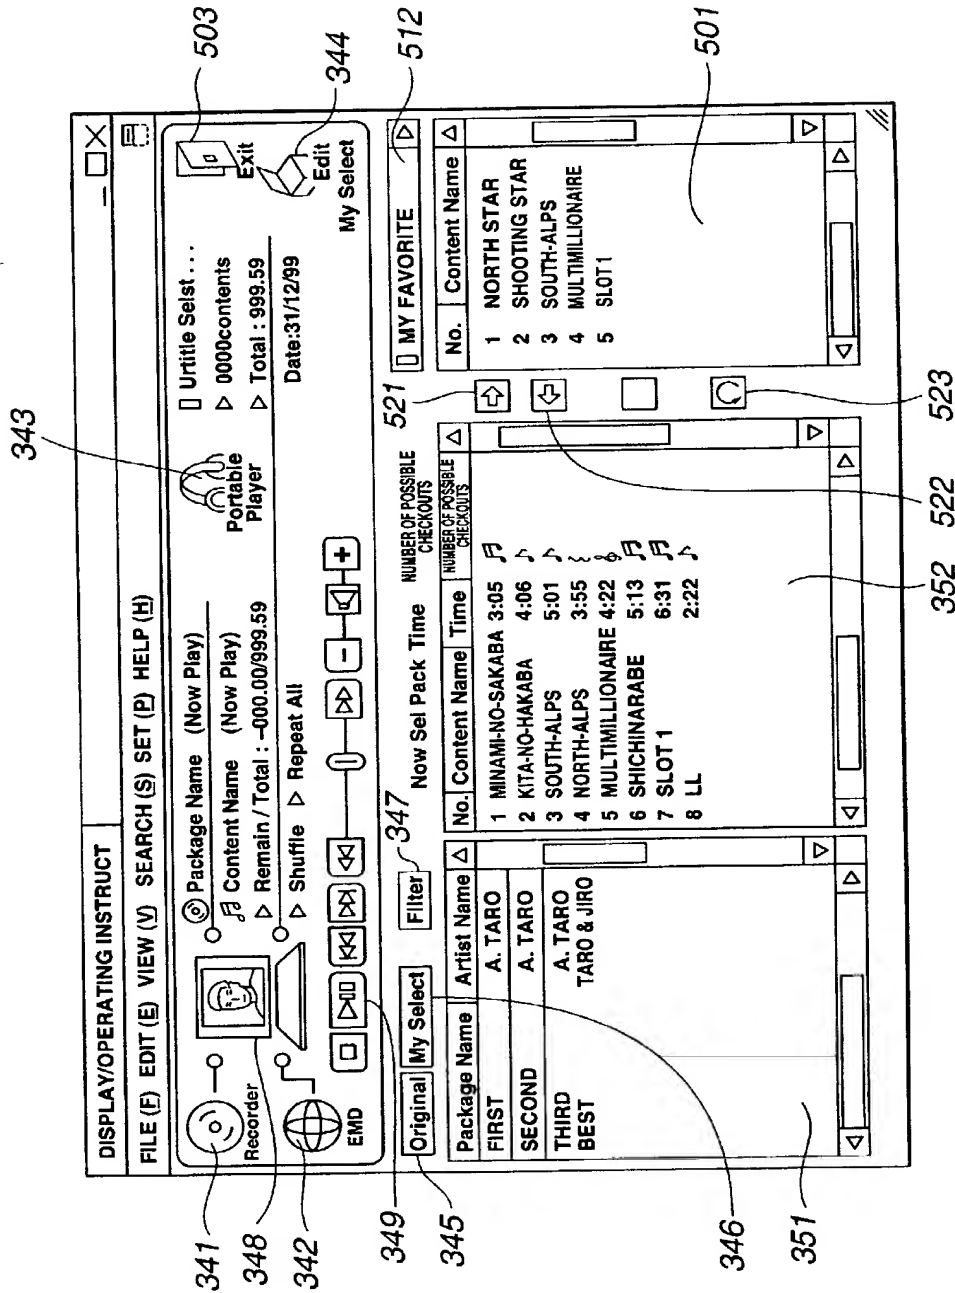 343
503
344
512
501
DISPLAY/OPERATING INSTRUCT
FILE (F) EDIT (E) VIEW (V) SEARCH (S) SET (P) HELP (H)
341
Recorder
348
342
EMD
Package Name (Now Play)
Content Name (Now Play)
▷ Remain / Total : –000.00/999.59
▷ Shuffle ▷ Repeat All
Portable
Player
Urtitle Selst...
▷ 0000contents
▷ Total : 999.59
Date:31/12/99
Exit
Edit
My Select
349
345
Original
My Select
346
Filter
347
Now Sel Pack Time
NUMBER OF POSSIBLE
CHECKOUTS
521
MY FAVORITE
Package Name Artist Name
FIRST A. TARO
SECOND A. TARO
THIRD A. TARO
BEST TARO & JIRO
351
No. Content Name Time NUMBER OF POSSIBLE
CHECKOUTS
1 MINAMI-NO-SAKABA 3:05
2 KITA-NO-HAKABA 4:06
3 SOUTH-ALPS 5:01
4 NORTH-ALPS 3:55
5 MULTIMILLIONAIRE 4:22
6 SHICHINARABE 5:13
7 SLOT 1 6:31
8 LL 2:22
352
522
523
No. Content Name
1 NORTH STAR
2 SHOOTING STAR
3 SOUTH-ALPS
4 MULTIMILLIONAIRE
5 SLOT1